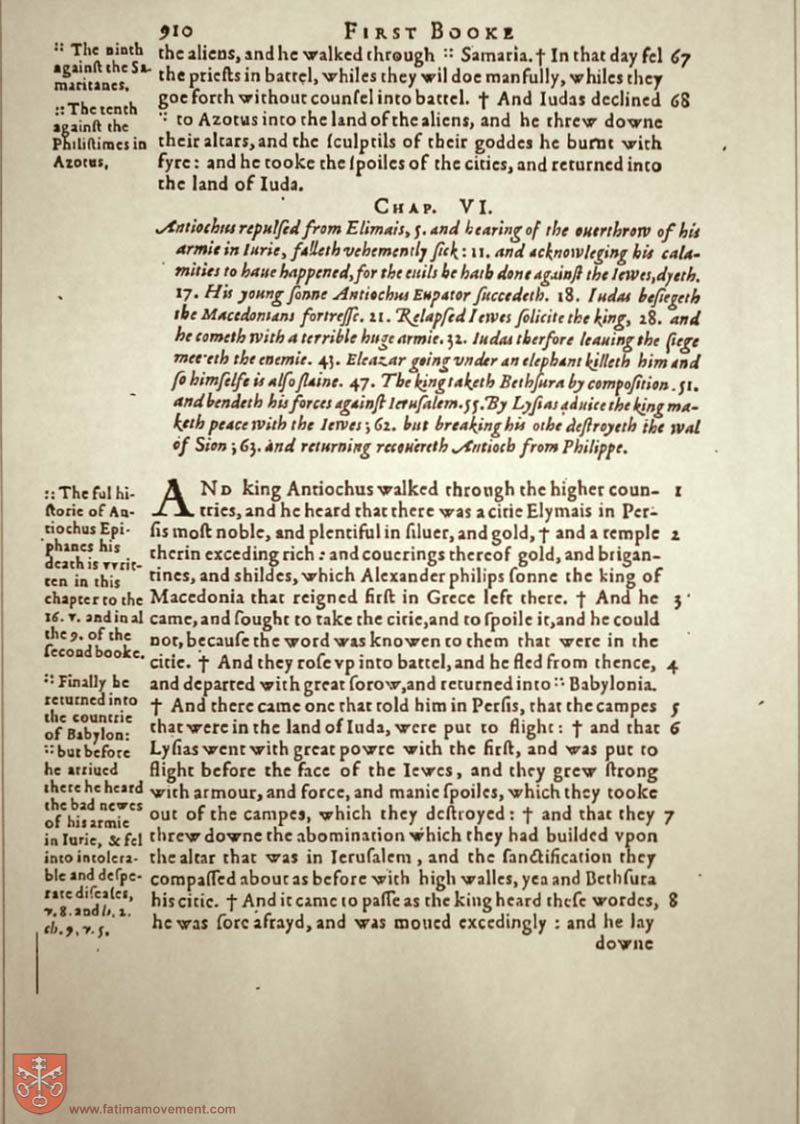 910 FIRST BOOKE
the aliens, and he walked through :: Samaria. † In that day fel 67
the prieſts in battel, whiles they wil doe manfully, whiles they
goe forth without counſel into battel. † And Iudas declined 68
:: to Azotus into the land of the aliens, and he threw downe
their altars, and the ſculptils of their goddes he burnt with
fyre: and he tooke the ſpoiles of the cities, and returned into
the land of Iuda.
:: The ninth
againſt the Sa-
maritanes.
:: The tenth
againſt the
Philiſtimes in
Azotus,
CHAP. VI.
Antiochus repulſed from Elimais, 5. and hearing of the ouerthrow of his
armie in Iurie, falleth vehemently ſick: 11. and acknowleging his cala-
mities to haue happened, for the euils he hath done againſt the Iewes, dyeth.
17. His young ſonne Antiochus Eupator ſuccedeth. 18. Iudas beſiegeth
the Macedonians fortreſſe. 21. Relapſed Iewes ſolicite the king, 28. and
he cometh with a terrible huge armie. 32. Iudas therfore leauing the ſiege
meeteth the enemie. 43. Eleazar going vnder an elephant killeth him and
ſo himſelfe is alſo ſlaine. 47. The king taketh Bethſura by compoſition. 51.
and bendeth his forces againſt Ieruſalem. 55. By Lyſias aduice the king ma-
keth peace with the Iewes; 62. but breaking his othe deſtroyeth the wal
of Sion; 63. and returning recouereth Antioch from Philippe.
AND king Antiochus walked through the higher coun- 1
tries, and he heard that there was a citie Elymais in Per-
ſis moſt noble, and plentiful in ſiluer, and gold, † and a temple 2
therin exceding rich: and couerings thereof gold, and brigan-
tines, and shildes, which Alexander philips ſonne the king of
Macedonia that reigned firſt in Grece left there. † And he 3
came, and ſought to take the citie, and to ſpoile it, and he could
not, becauſe the word was knowen to them that were in the
citie. † And they roſe vp into battel, and he fled from thence, 4
and departed with great ſorow, and returned into :: Babylonia.
† And there came one that told him in Perſis, that the campes 5
that were in the land of Iuda, were put to flight: † and that 6
Lyſias went with great powre with the firſt, and was put to
flight before the face of the Iewes, and they grew ſtrong
with armour, and force, and manie ſpoiles, which they tooke
out of the campes, which they deſtroyed: † and that they 7
threw downe the abomination which they had builded vpon
the altar that was in Ieruſalem, and the ſanctification they
compaſſed about as before with high walles, yea and Bethſura
his citie. † And it came to paſſe as the king heard theſe wordes, 8
he was ſore afrayd, and was moued excedingly: and he lay
downe
:: The ful hi-
ſtorie of An-
tiochus Epi-
phanes his
death is vvrit-
ten in this
chapter to the
16. v. and in al
the 9. of the
ſecond booke.
:: Finally he
returned into
the countrie
of Babylon:
:: but before
he arriued
there he heard
the bad newes
of his armie
in Iurie, & fel
into intolera-
ble and deſpe-
rate diſeaſes,
v. 8. and li. 2.
ch. 9. v. 5.
www.fatimamovement.com